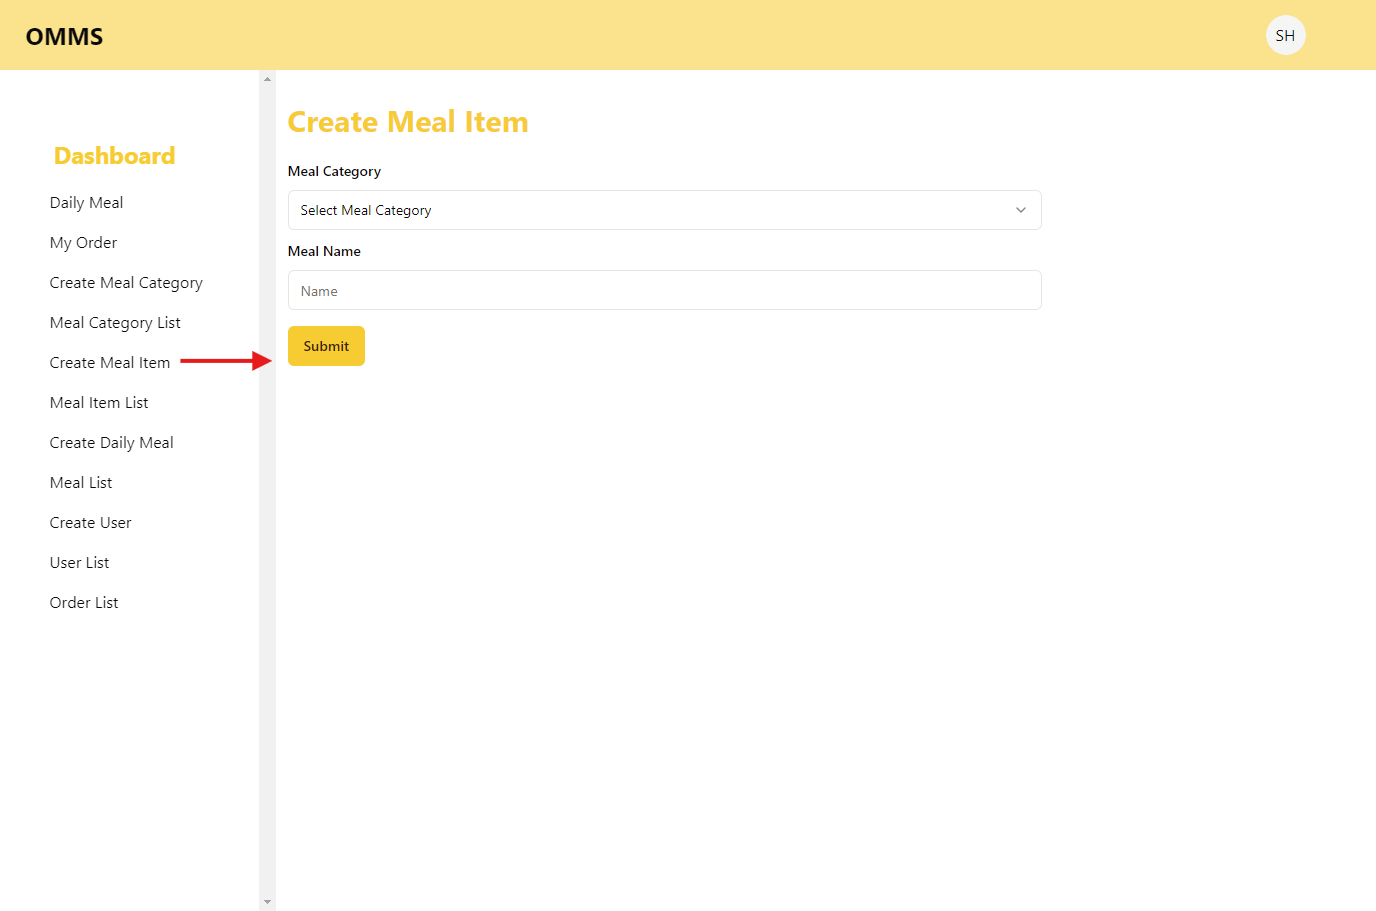 OMMS
SH
Dashboard
Daily Meal
My Order
Create Meal Category
Meal Category List
Create Meal Item
Meal Item List
Create Daily Meal
Meal List
Create User
User List
Order List
Create Meal Item
Meal Category
Select Meal Category
Meal Name
Name
Submit